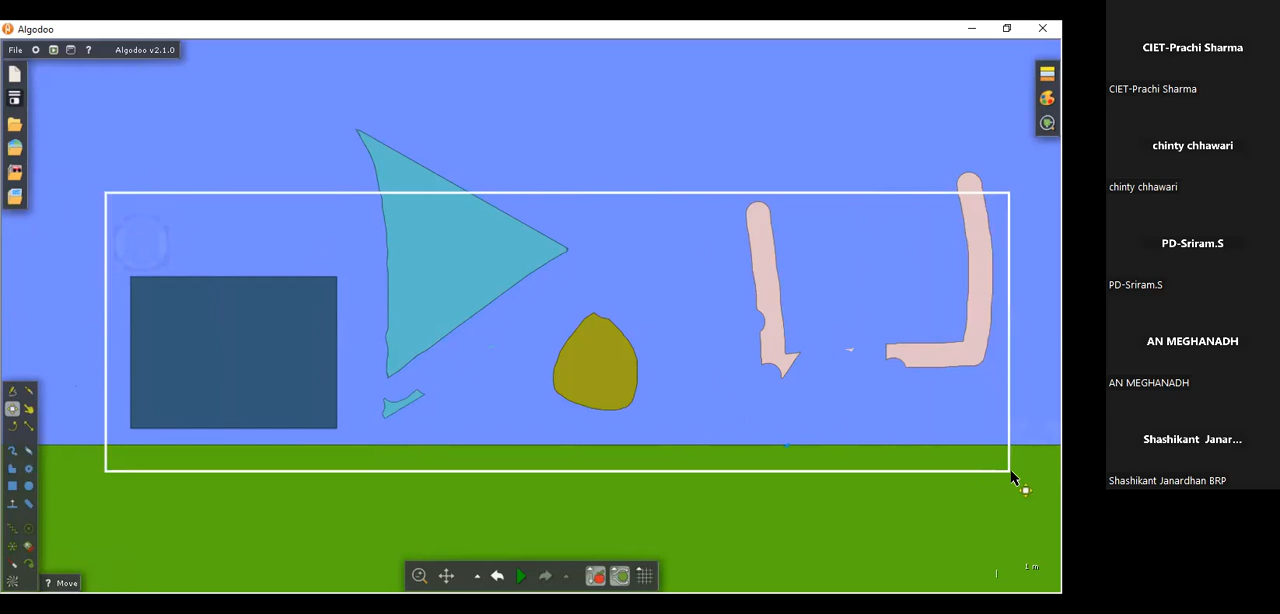 Algodoo
File ? Algodoo v2.1.0
? Move
1 m
CIET-Prachi Sharma
CIET-Prachi Sharma
chinty chhawari
chinty chhawari
PD-Sriram.S
PD-Sriram.S
AN MEGHANADH
AN MEGHANADH
Shashikant Janar...
Shashikant Janardhan BRP